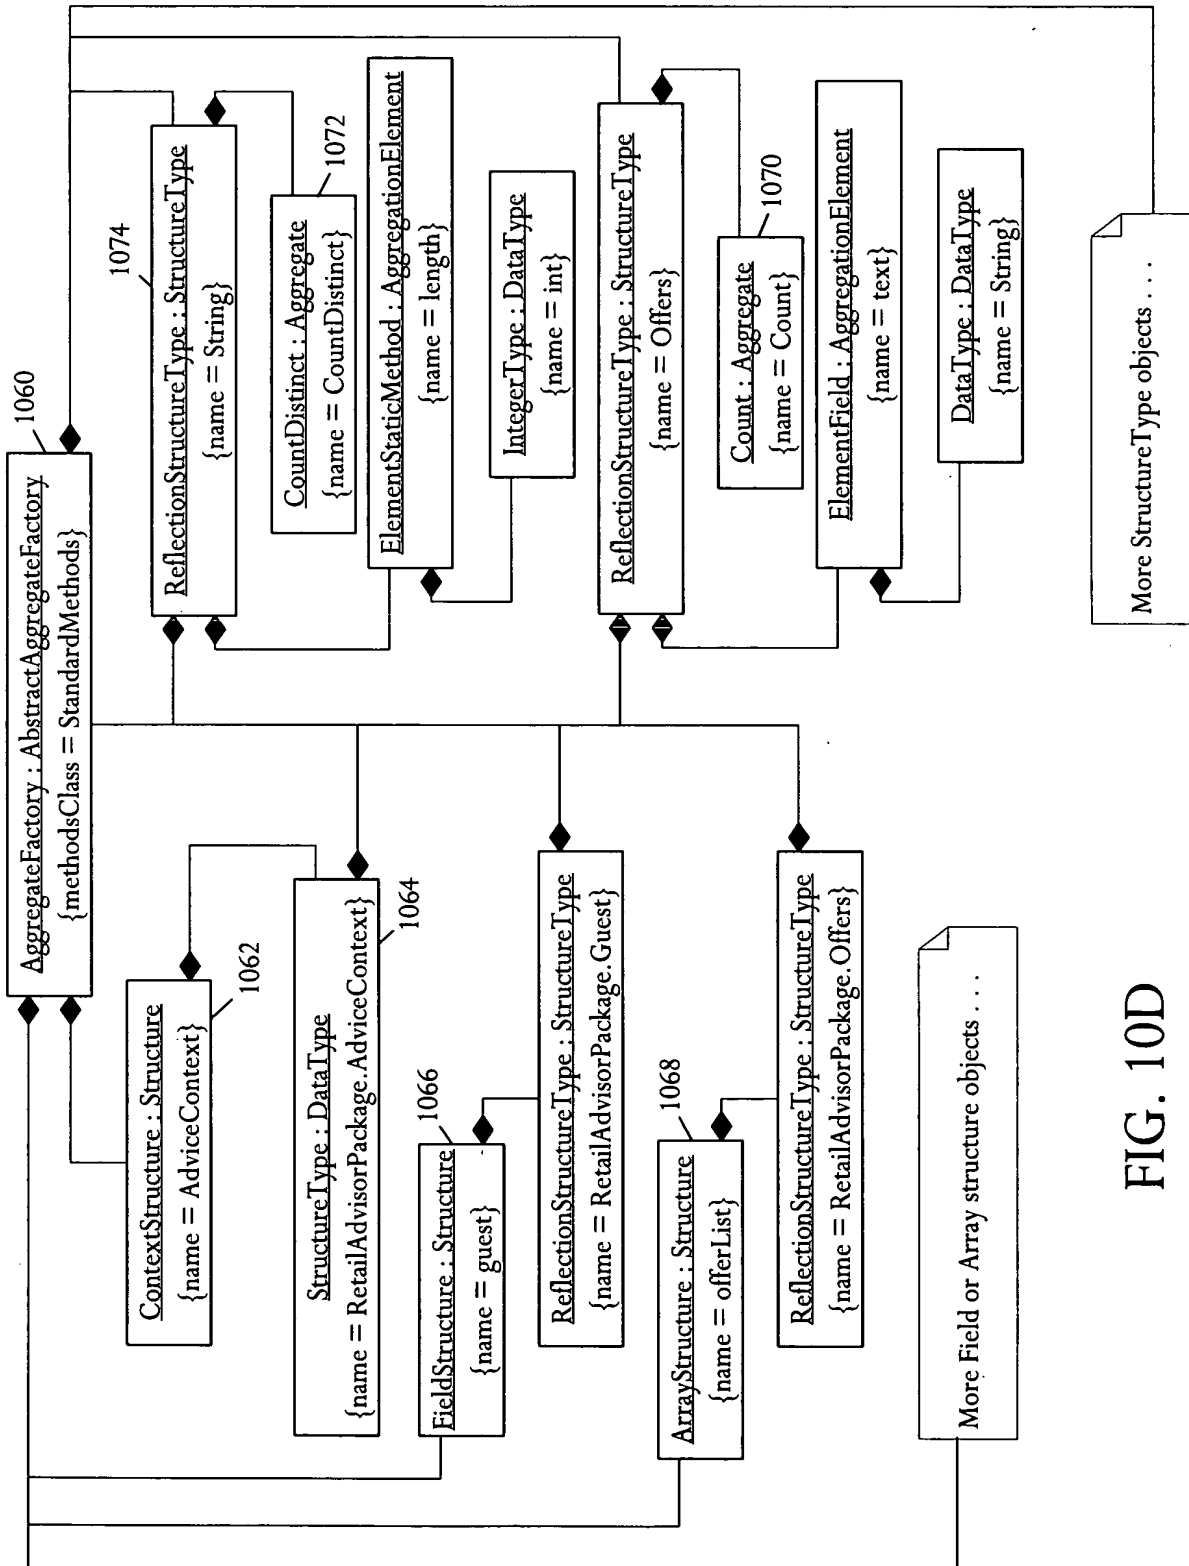 AggregateFactory : AbstractAggregateFactory
{methodsClass = StandardMethods}
1060
ContextStructure : Structure
{name = AdviceContext}
1062
StructureType : DataType
{name = RetailAdvisorPackage.AdviceContext}
1064
FieldStructure : Structure
{name = guest}
1066
ReflectionStructureType : StructureType
{name = RetailAdvisorPackage.Guest}
ArrayStructure : Structure
{name = offerList}
1068
ReflectionStructureType : StructureType
{name = RetailAdvisorPackage.Offers}
More Field or Array structure objects . . .
1074
ReflectionStructureType : StructureType
{name = String}
CountDistinct : Aggregate
{name = CountDistinct}
1072
ElementStaticMethod : AggregationElement
{name = length}
IntegerType : DataType
{name = int}
ReflectionStructureType : StructureType
{name = Offers}
Count : Aggregate
{name = Count}
1070
ElementField : AggregationElement
{name = text}
DataType : DataType
{name = String}
More StructureType objects . . .
FIG. 10D